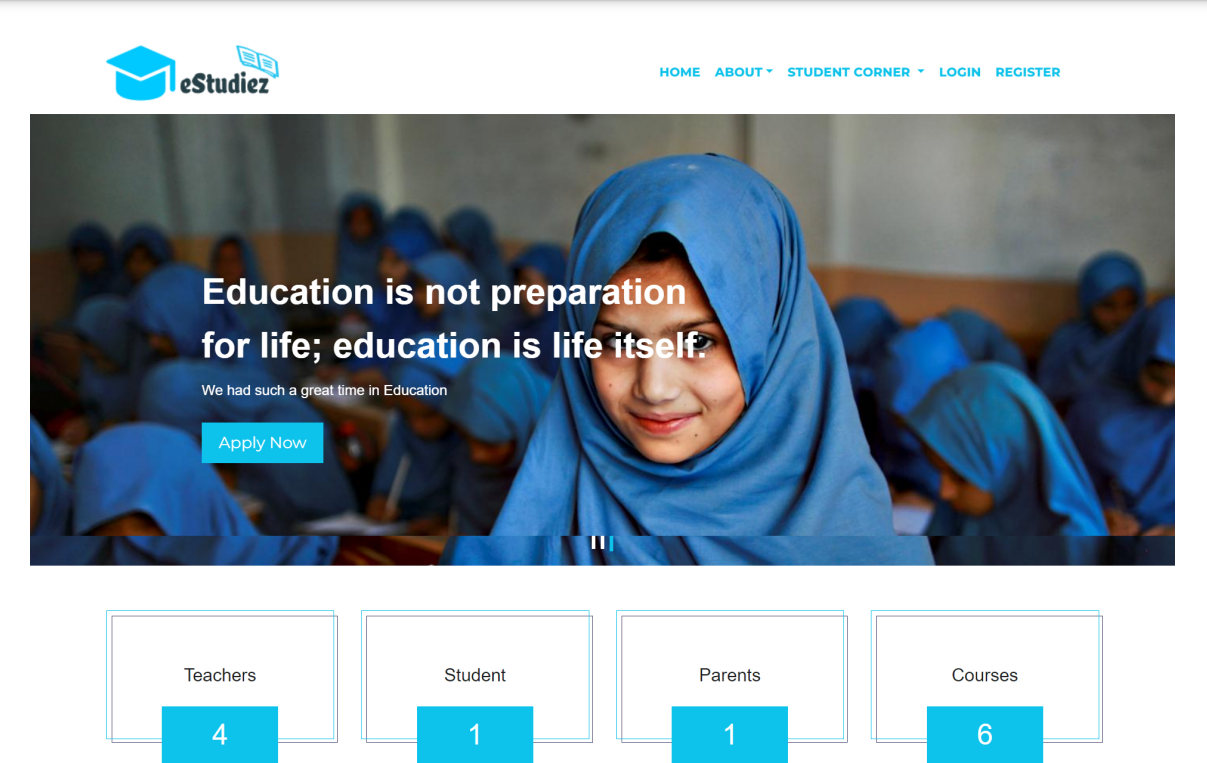 eStudiez
HOME ABOUT STUDENT CORNER LOGIN REGISTER
Education is not preparation
for life; education is life itself.
We had such a great time in Education
Apply Now
Teachers Student Parents Courses
4 1 1 6